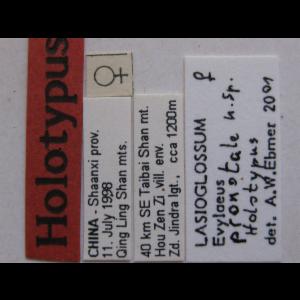 Holotypus
♀
CHINA - Shaanxi prov.
11. July 1998
Qing Ling Shan mts.
40 km SE Taibai Shan mt.
Hou Zen Zi ,vill. env.
Zd. Jindra lgt., cca 1200m
LASIOGLOSSUM ♀
Evylaeus
pronotale n.sp.
Holotypus
det. A.W.Ebmer 2001